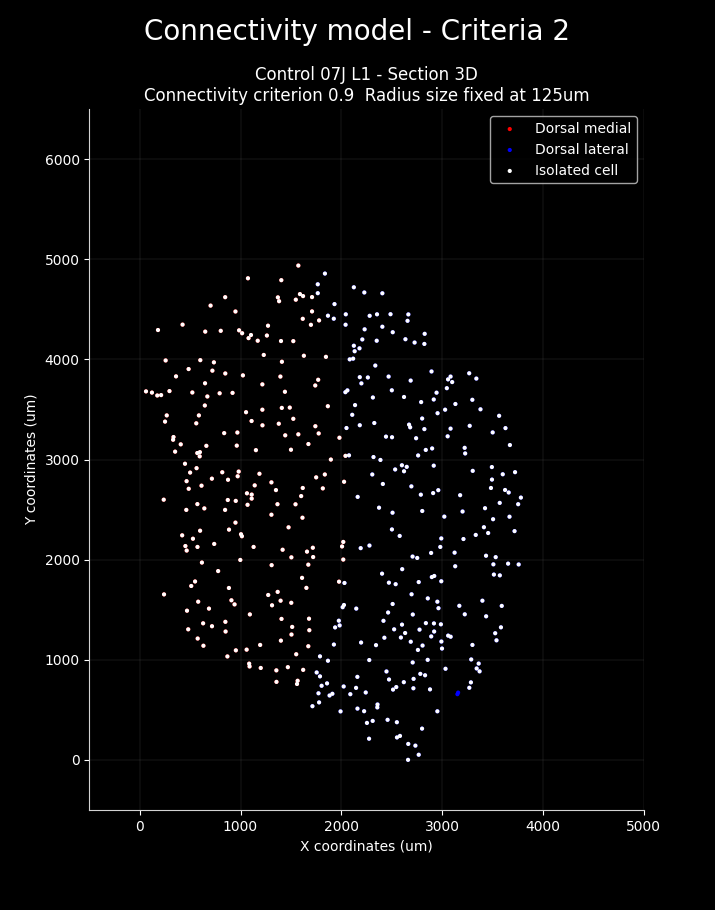 Connectivity model - Criteria 2
Control 07J L1 - Section 3D
Connectivity criterion 0.9  Radius size fixed at 125um
Dorsal medial
Dorsal lateral
Isolated cell
6000
5000
4000
3000
2000
1000
0
Y coordinates (um)
0
1000
2000
3000
4000
5000
X coordinates (um)